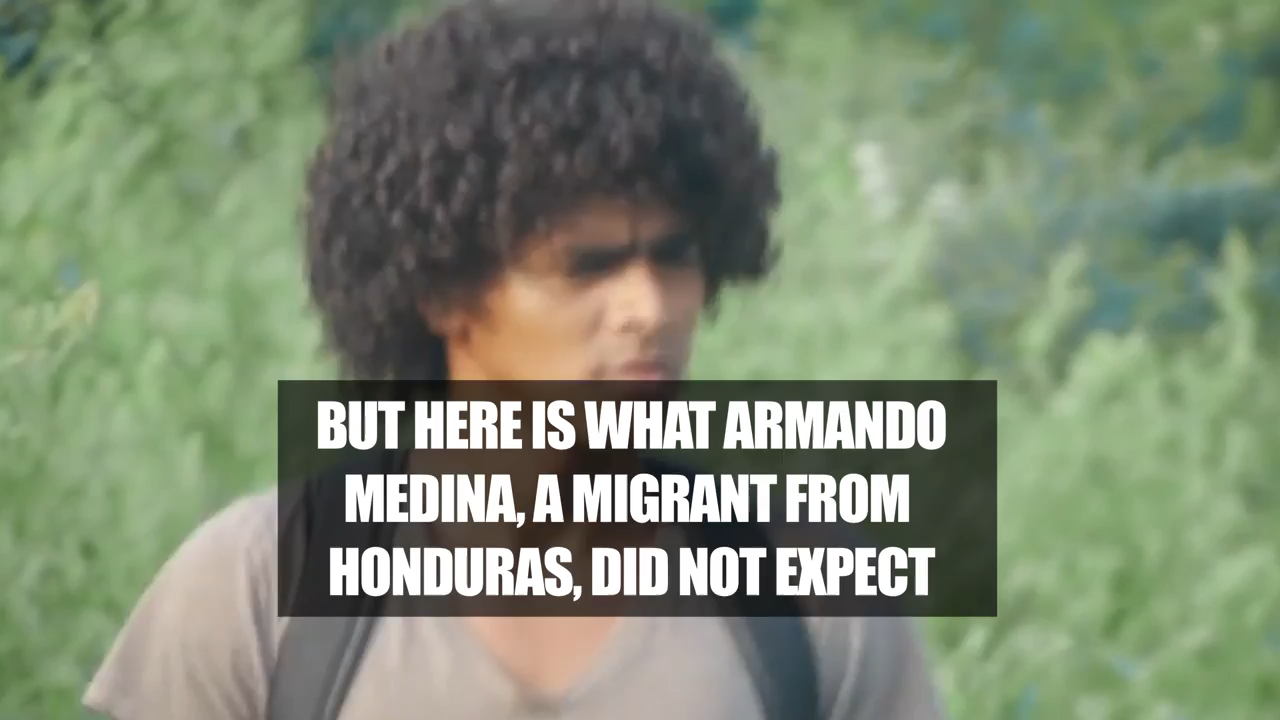 BUT HERE IS WHAT ARMANDO
MEDINA, A MIGRANT FROM
HONDURAS, DID NOT EXPECT